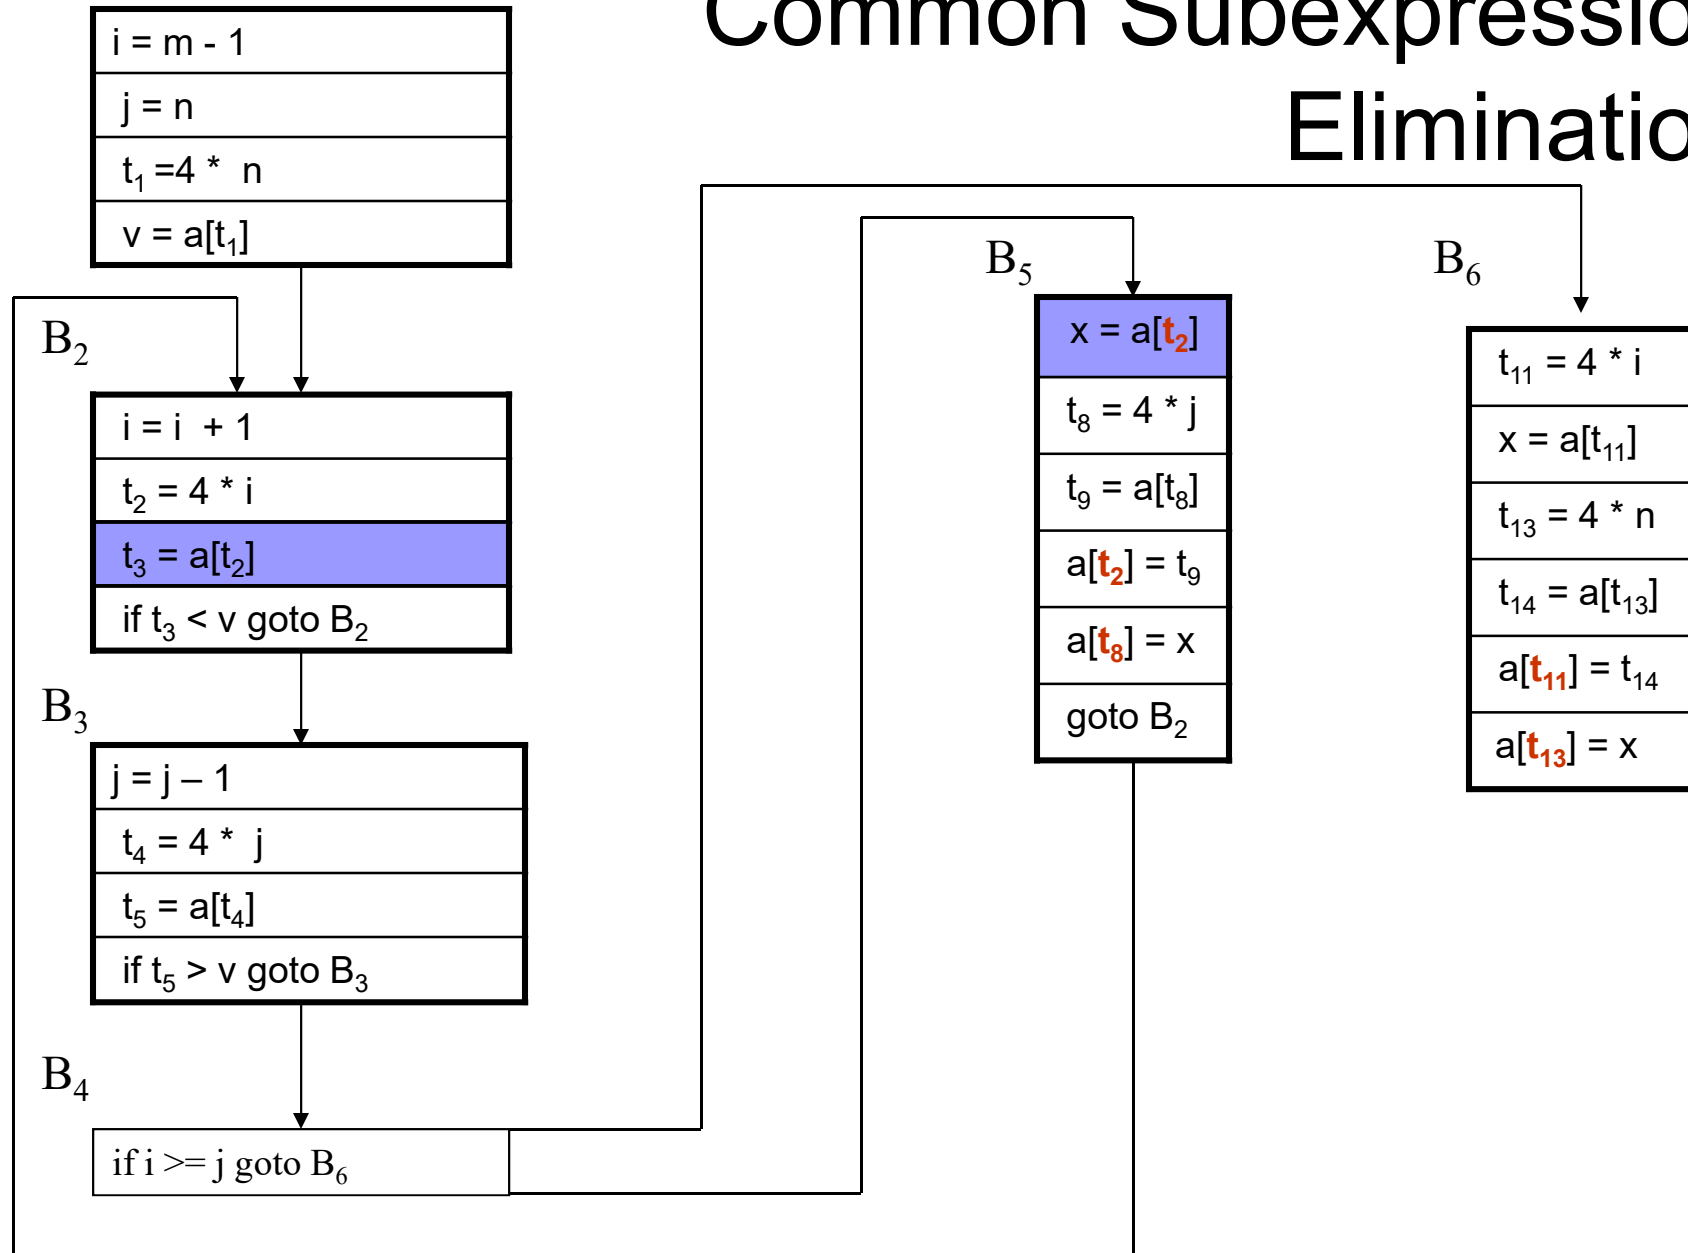 Common Subexpressio
Eliminatio
i = m - 1
j = n
t₁ =4 * n
v = a[t₁]
B₂
i = i + 1
t₂ = 4 * i
t₃ = a[t₂]
if t₃ < v goto B₂
B₃
j = j – 1
t₄ = 4 * j
t₅ = a[t₄]
if t₅ > v goto B₃
B₄
if i >= j goto B₆
B₅
x = a[t₂]
t₈ = 4 * j
t₉ = a[t₈]
a[t₂] = t₉
a[t₈] = x
goto B₂
B₆
t₁₁ = 4 * i
x = a[t₁₁]
t₁₃ = 4 * n
t₁₄ = a[t₁₃]
a[t₁₁] = t₁₄
a[t₁₃] = x